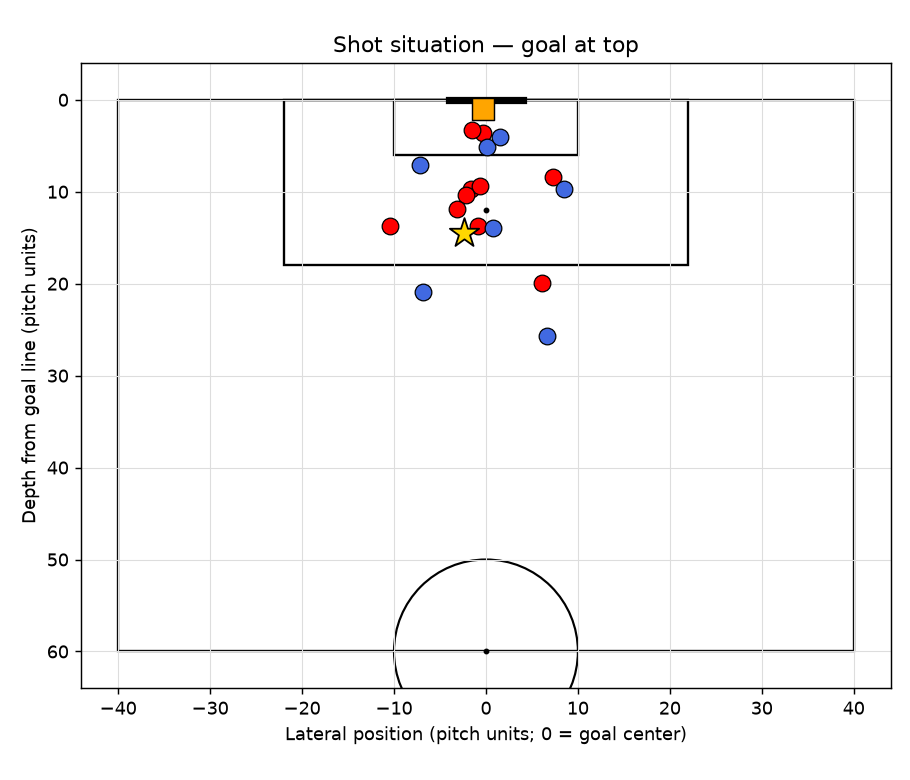 Shot situation — goal at top
0
10
20
30
40
50
60
Depth from goal line (pitch units)
−40 −30 −20 −10 0 10 20 30 40
Lateral position (pitch units; 0 = goal center)